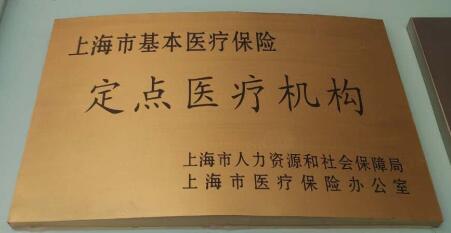 上海市基本医疗保险
定点医疗机构
上海市人力资源和社会保障局
上海市医疗保险办公室